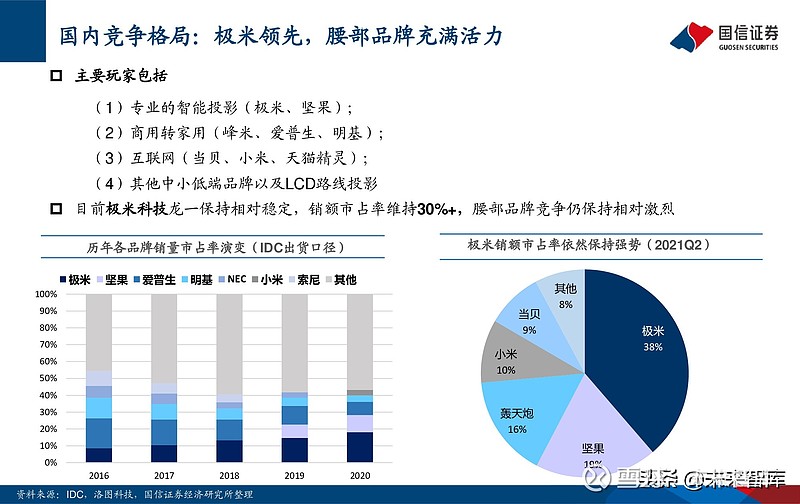 国内竞争格局：极米领先，腰部品牌充满活力
国信证券
GUOSEN SECURITIES
主要玩家包括
（1）专业的智能投影（极米、坚果）；
（2）商用转家用（峰米、爱普生、明基）；
（3）互联网（当贝、小米、天猫精灵）；
（4）其他中小低端品牌以及LCD路线投影
目前极米科技龙一保持相对稳定，销额市占率维持30%+，腰部品牌竞争仍保持相对激烈
历年各品牌销量市占率演变（IDC出货口径）
极米 坚果 爱普生 明基 NEC 小米 索尼 其他
100%
90%
80%
70%
60%
50%
40%
30%
20%
10%
0%
2016 2017 2018 2019 2020
极米销额市占率依然保持强势（2021Q2）
其他
8%
当贝
9%
极米
38%
小米
10%
轰天炮
16%
坚果
19%
资料来源：IDC，洛图科技，国信证券经济研究所整理
头条@未来智库